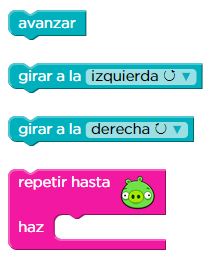 avanzar
girar a la izquierda
girar a la derecha
repetir hasta
haz